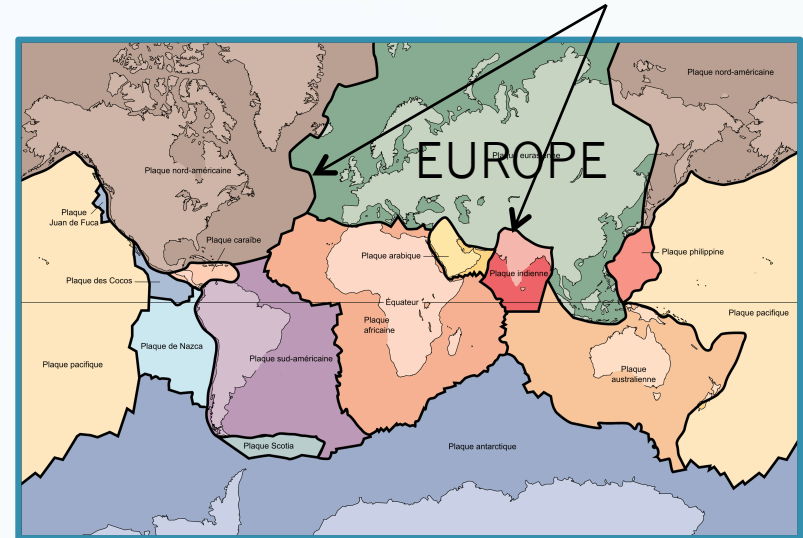 Plaque nord-américaine
EUROPE
Plaque nord-américaine
Plaque
Juan de Fuca
Plaque caraïbe
Plaque arabique
Plaque philippine
Plaque des Cocos
Plaque indienne
Équateur
Plaque pacifique
Plaque
africaine
Plaque de Nazca
Plaque sud-américaine
Plaque pacifique
Plaque
australienne
Plaque Scotia
Plaque antarctique